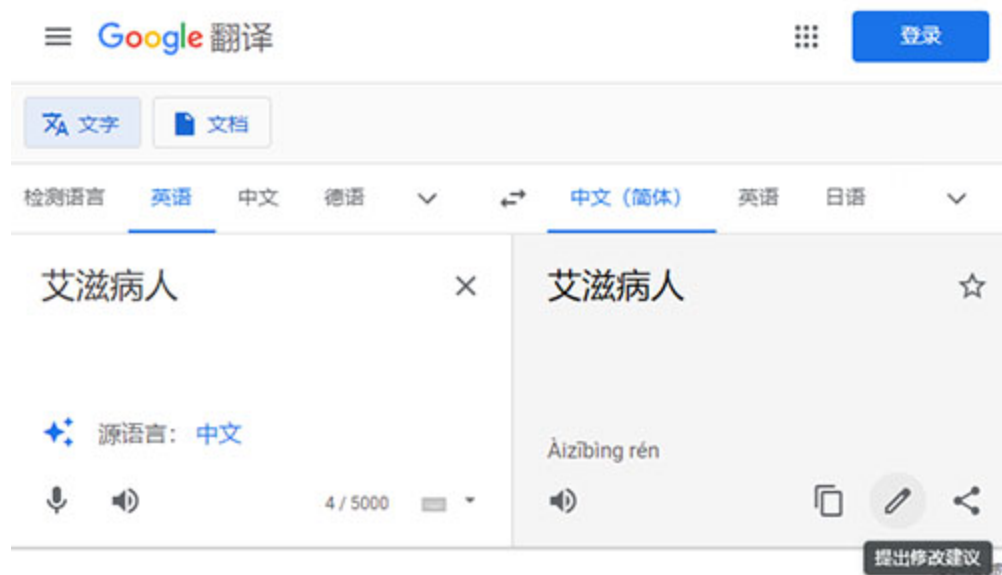 Google 翻译
登录
文字 文档
检测语言 英语 中文 德语 中文（简体） 英语 日语
艾滋病人 艾滋病人
源语言： 中文
Àizībìng rén
4 / 5000
提出修改建议